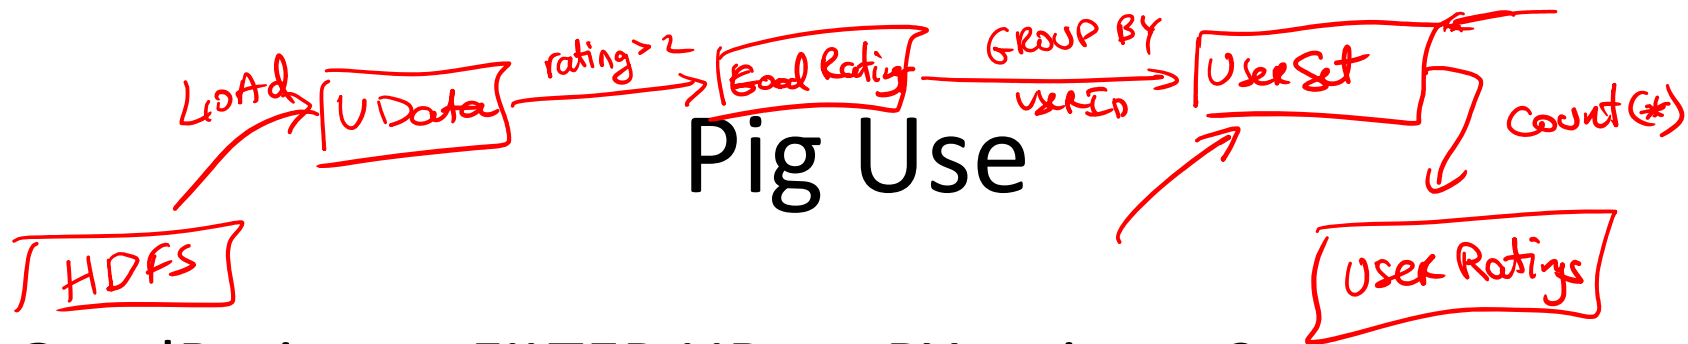 LOAD
UData
rating > 2
Good Rating
GROUP BY
USERID
UserSet
Count(*)
Pig Use
HDFS
User Ratings